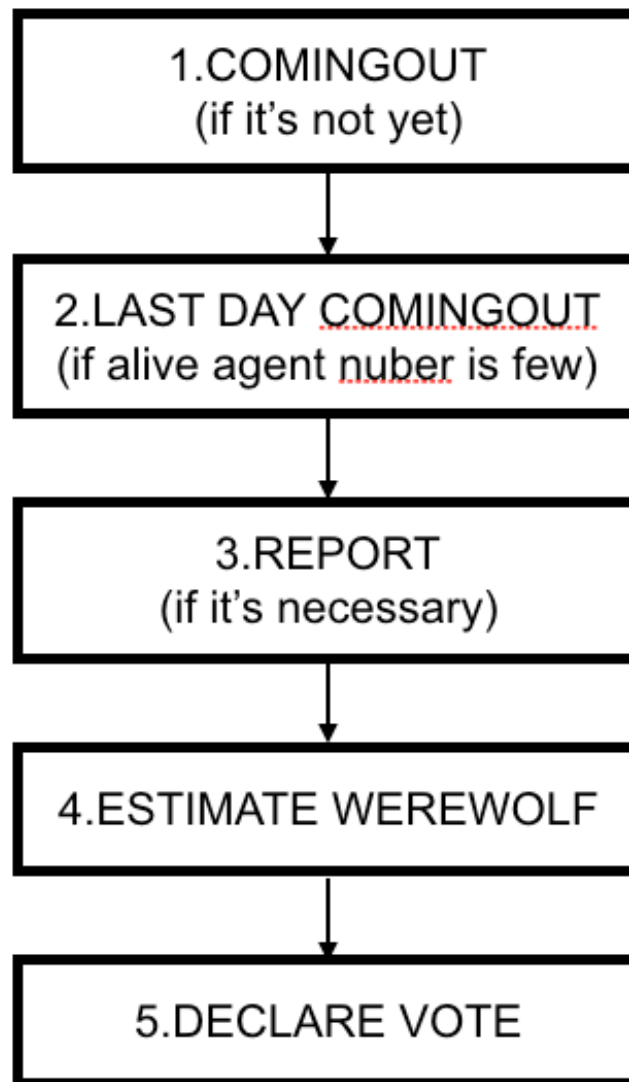 1.COMINGOUT
(if it’s not yet)
2.LAST DAY COMINGOUT
(if alive agent nuber is few)
3.REPORT
(if it’s necessary)
4.ESTIMATE WEREWOLF
5.DECLARE VOTE